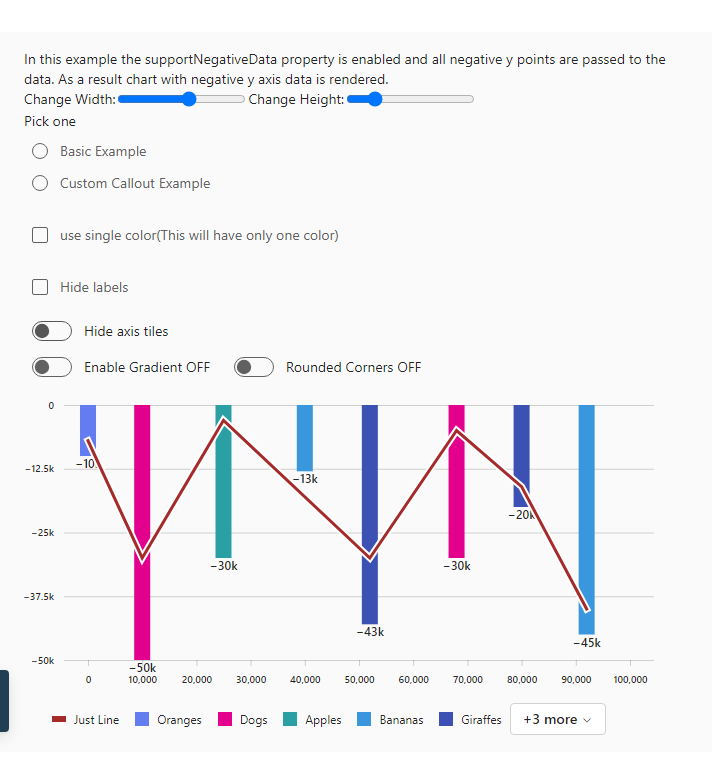 In this example the supportNegativeData property is enabled and all negative y points are passed to the
data. As a result chart with negative y axis data is rendered.
Change Width: Change Height:
Pick one
Basic Example
Custom Callout Example
use single color(This will have only one color)
Hide labels
Hide axis tiles
Enable Gradient OFF Rounded Corners OFF
0
−10
−12.5k
−13k
−20k
−25k
−30k −30k
−37.5k
−43k
−45k
−50k
−50k
0 10,000 20,000 30,000 40,000 50,000 60,000 70,000 80,000 90,000 100,000
Just Line Oranges Dogs Apples Bananas Giraffes +3 more